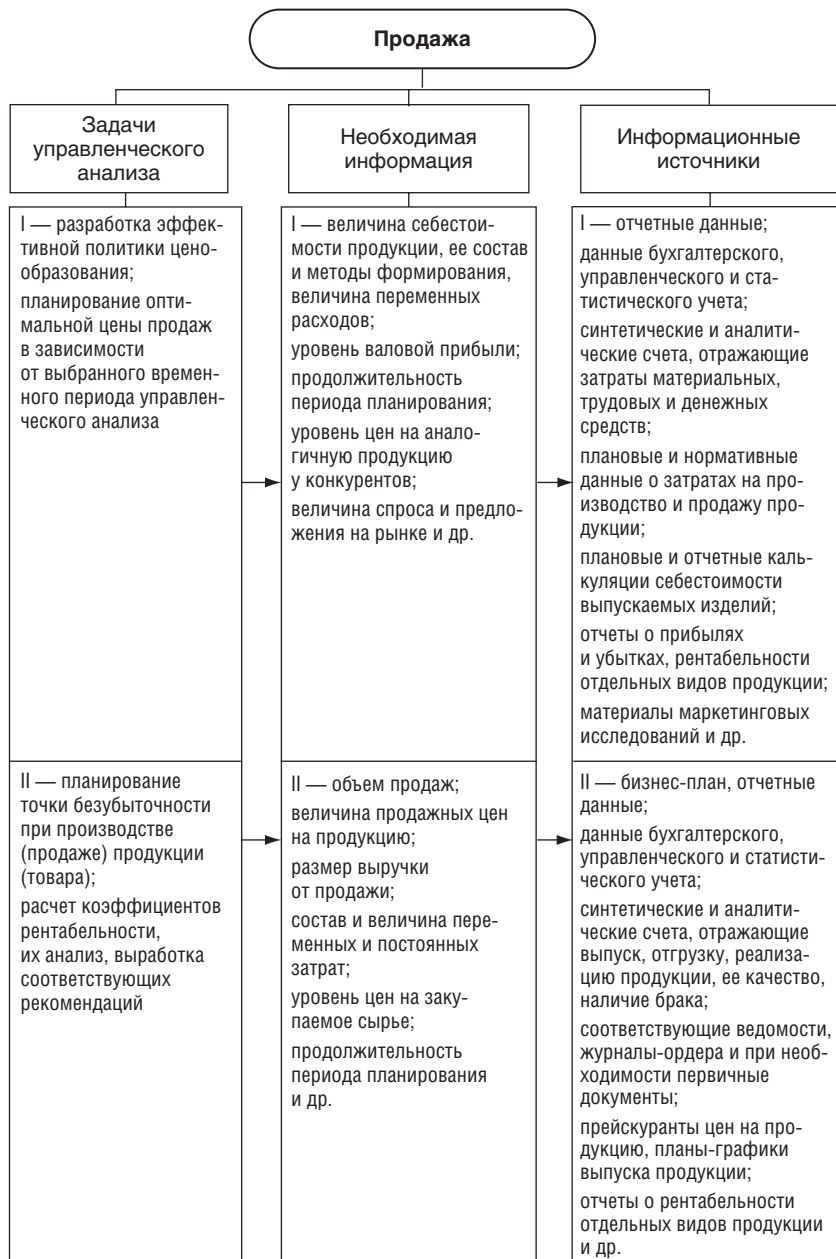 Продажа
Задачи
управленческого
анализа
Необходимая
информация
Информационные
источники
I — разработка эффек-
тивной политики цено-
образования;
планирование опти-
мальной цены продаж
в зависимости
от выбранного времен-
ного периода управлен-
ческого анализа
I — величина себестои-
мости продукции, ее состав
и методы формирования,
величина переменных
расходов;
уровень валовой прибыли;
продолжительность
периода планирования;
уровень цен на анало-
гичную продукцию
у конкурентов;
величина спроса и предло-
жения на рынке и др.
I — отчетные данные;
данные бухгалтерского,
управленческого и ста-
тистического учета;
синтетические и аналити-
ческие счета, отражающие
затраты материальных,
трудовых и денежных
средств;
плановые и нормативные
данные о затратах на про-
изводство и продажу про-
дукции;
плановые и отчетные каль-
куляции себестоимости
выпускаемых изделий;
отчеты о прибылях
и убытках, рентабельности
отдельных видов продукции;
материалы маркетинговых
исследований и др.
II — планирование
точки безубыточности
при производстве
(продаже) продукции
(товара);
расчет коэффициентов
рентабельности,
их анализ, выработка
соответствующих
рекомендаций
II — объем продаж;
величина продажных цен
на продукцию;
размер выручки
от продажи;
состав и величина пере-
менных и постоянных
затрат;
уровень цен на заку-
паемое сырье;
продолжительность
периода планирования
и др.
II — бизнес-план, отчетные
данные;
данные бухгалтерского,
управленческого и статисти-
ческого учета;
синтетические и аналити-
ческие счета, отражающие
выпуск, отгрузку, реализа-
цию продукции, ее качество,
наличие брака;
соответствующие ведомости,
журналы-ордера и при необ-
ходимости первичные
документы;
прейскуранты цен на про-
дукцию, планы-графики
выпуска продукции;
отчеты о рентабельности
отдельных видов продукции
и др.